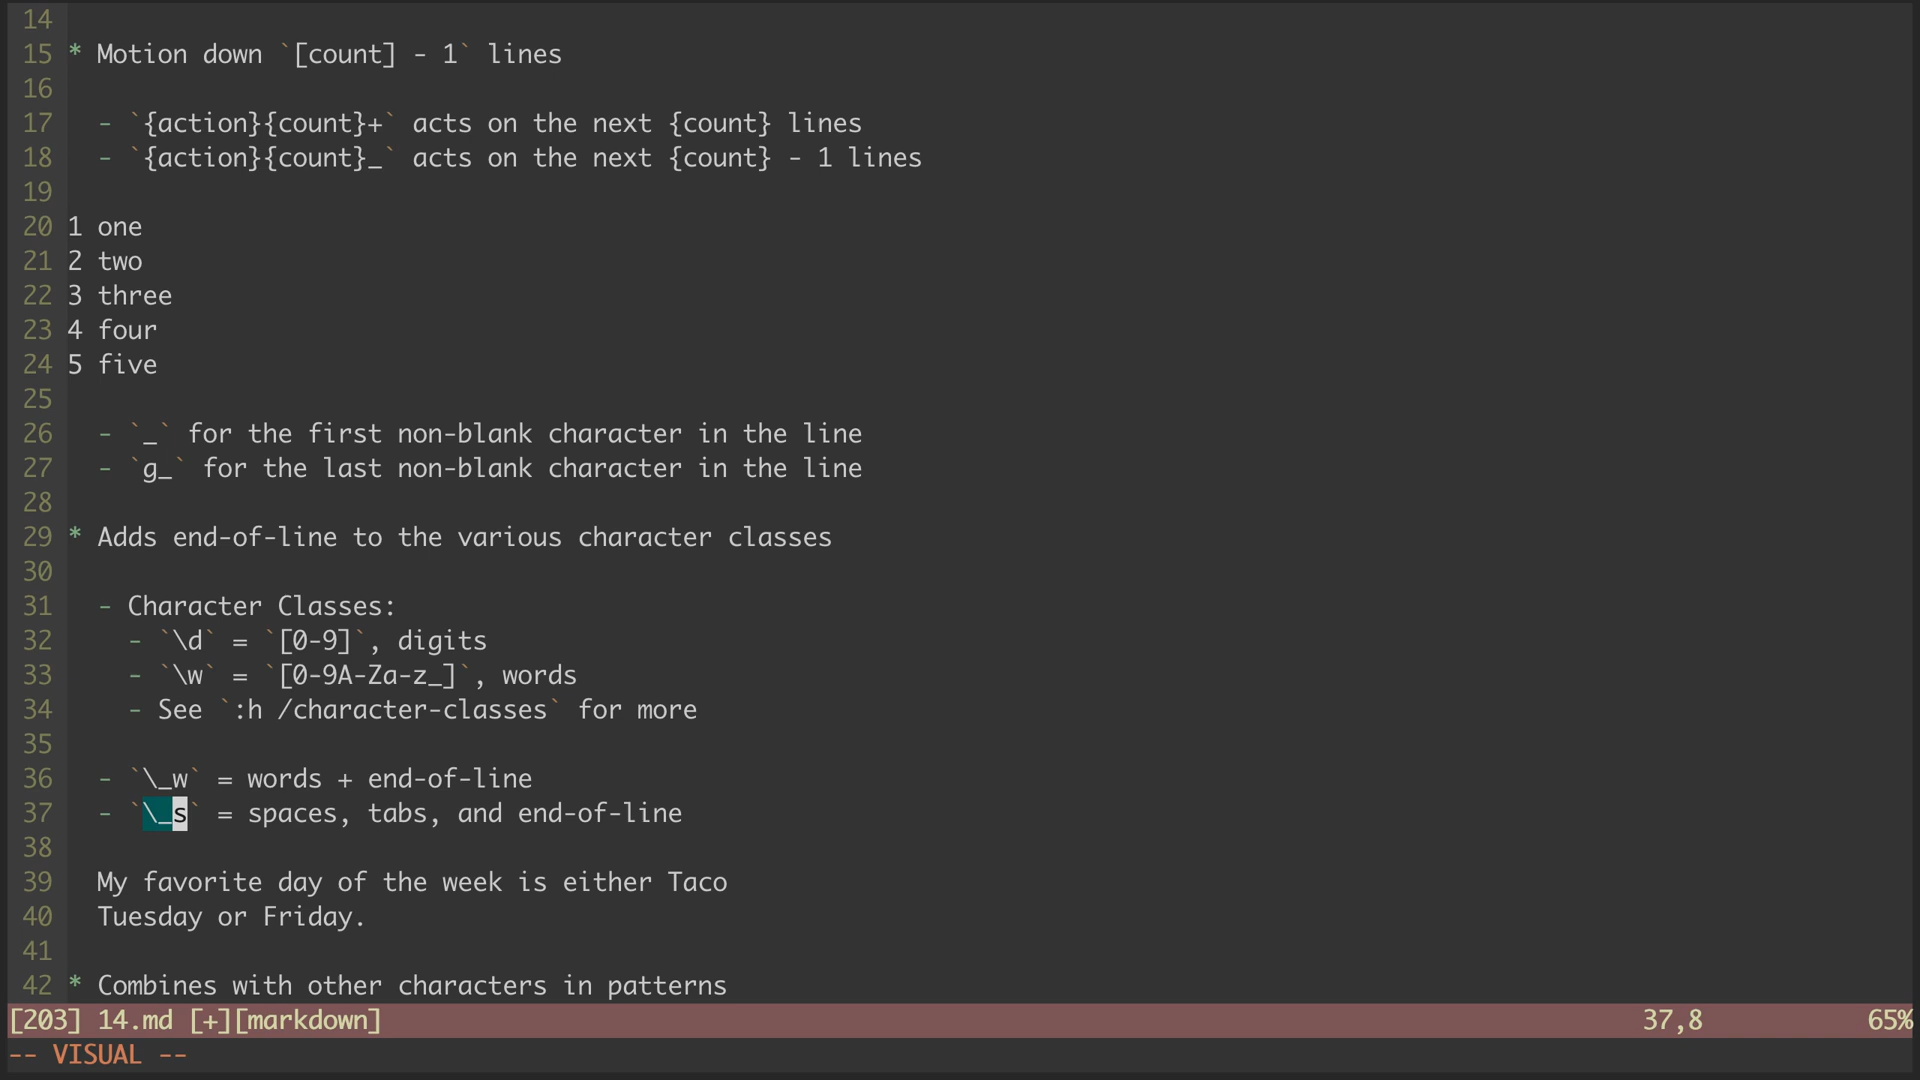 14
15 * Motion down `[count] - 1` lines
16
17   - `{action}{count}+` acts on the next {count} lines
18   - `{action}{count}_` acts on the next {count} - 1 lines
19
20 1 one
21 2 two
22 3 three
23 4 four
24 5 five
25
26   - `_` for the first non-blank character in the line
27   - `g_` for the last non-blank character in the line
28
29 * Adds end-of-line to the various character classes
30
31   - Character Classes:
32     - `\d` = `[0-9]`, digits
33     - `\w` = `[0-9A-Za-z_]`, words
34     - See `:h /character-classes` for more
35
36   - `\_w` = words + end-of-line
37   - `\_s` = spaces, tabs, and end-of-line
38
39   My favorite day of the week is either Taco
40   Tuesday or Friday.
41
42 * Combines with other characters in patterns
[203] 14.md [+][markdown] 37,8 65%
-- VISUAL --